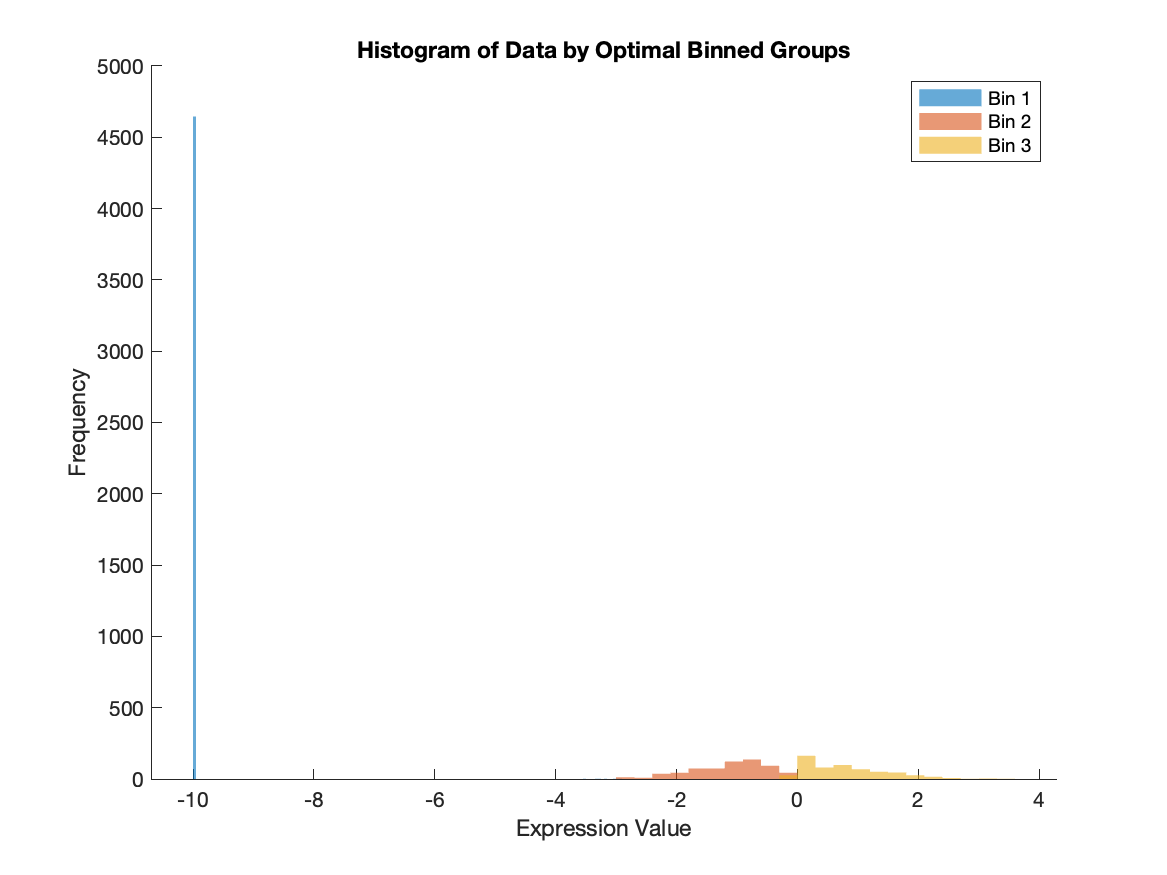 Histogram of Data by Optimal Binned Groups
5000
4500
4000
3500
3000
2500
2000
1500
1000
500
0
Frequency
Bin 1
Bin 2
Bin 3
-10 -8 -6 -4 -2 0 2 4
Expression Value